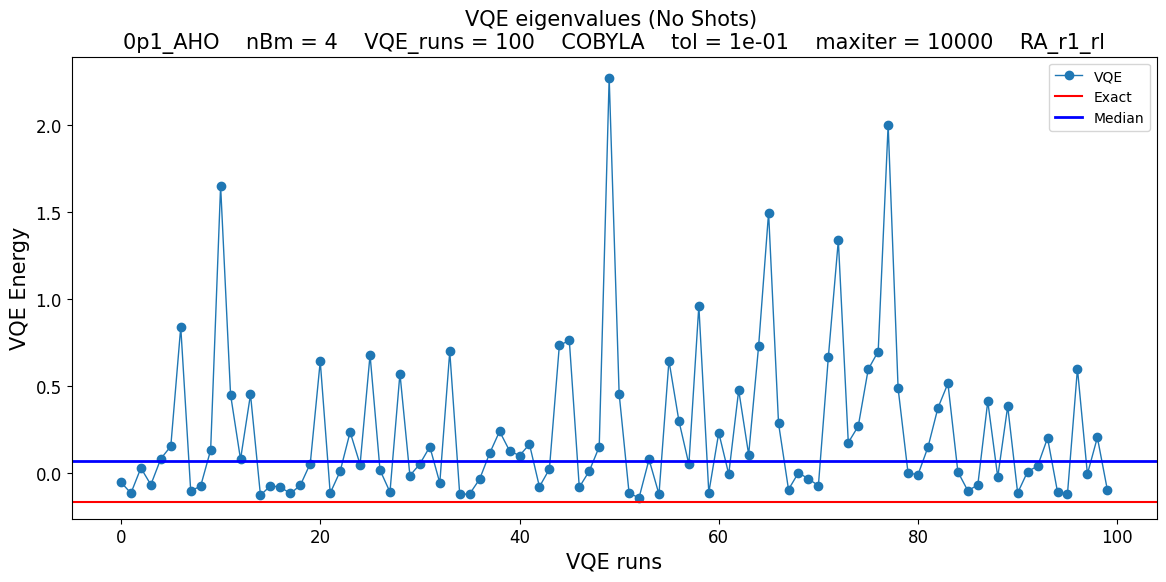 VQE eigenvalues (No Shots)
0p1_AHO nBm = 4 VQE_runs = 100 COBYLA tol = 1e-01 maxiter = 10000 RA_r1_rl
VQE
Exact
Median
VQE Energy
2.0
1.5
1.0
0.5
0.0
0 20 40 60 80 100
VQE runs